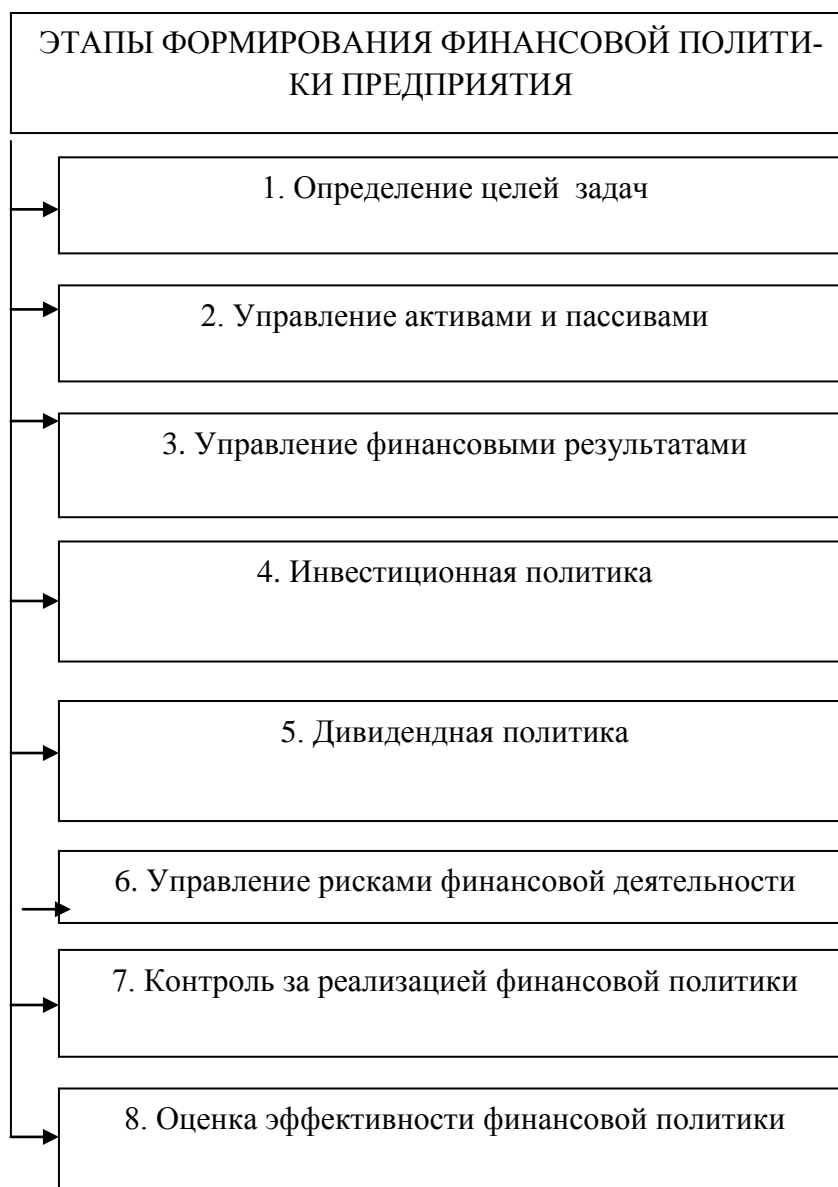 ЭТАПЫ ФОРМИРОВАНИЯ ФИНАНСОВОЙ ПОЛИТИ-
КИ ПРЕДПРИЯТИЯ
1. Определение целей задач
2. Управление активами и пассивами
3. Управление финансовыми результатами
4. Инвестиционная политика
5. Дивидендная политика
6. Управление рисками финансовой деятельности
7. Контроль за реализацией финансовой политики
8. Оценка эффективности финансовой политики